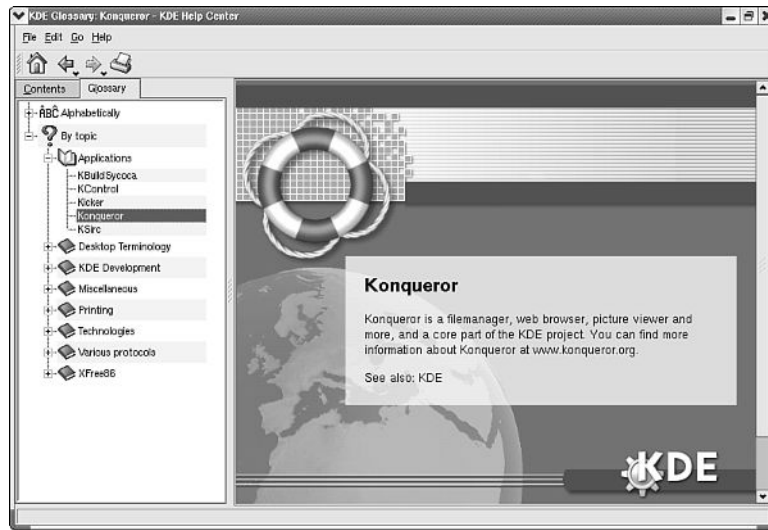 KDE Glossary: Konqueror - KDE Help Center
File Edit Go Help
Contents Glossary
ABC Alphabetically
By topic
Applications
KBuildSycoca
KControl
Kicker
Konqueror
KSirc
Desktop Terminology
KDE Development
Miscellaneous
Printing
Technologies
Various protocols
XFree86
Konqueror
Konqueror is a filemanager, web browser, picture viewer and
more, and a core part of the KDE project. You can find more
information about Konqueror at www.konqueror.org.
See also: KDE
KDE